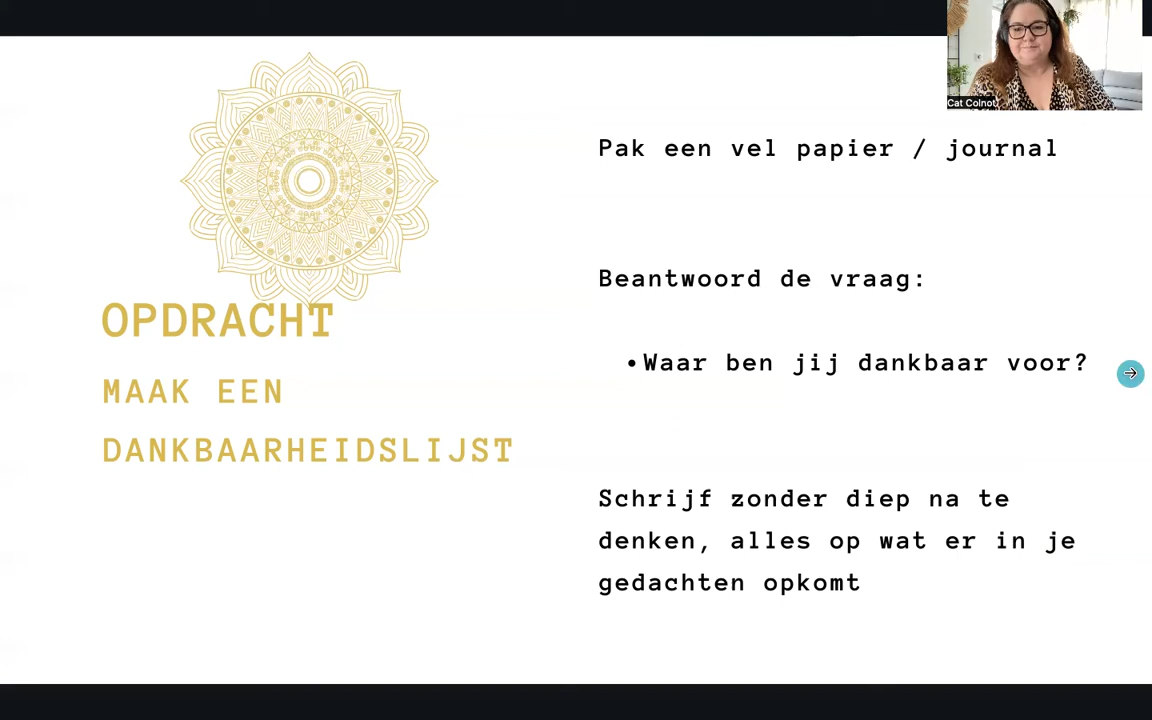 Cat Colnot
Pak een vel papier / journal
Beantwoord de vraag:
•Waar ben jij dankbaar voor?
Schrijf zonder diep na te
denken, alles op wat er in je
gedachten opkomt
OPDRACHT
MAAK EEN
DANKBAARHEIDSLIJST